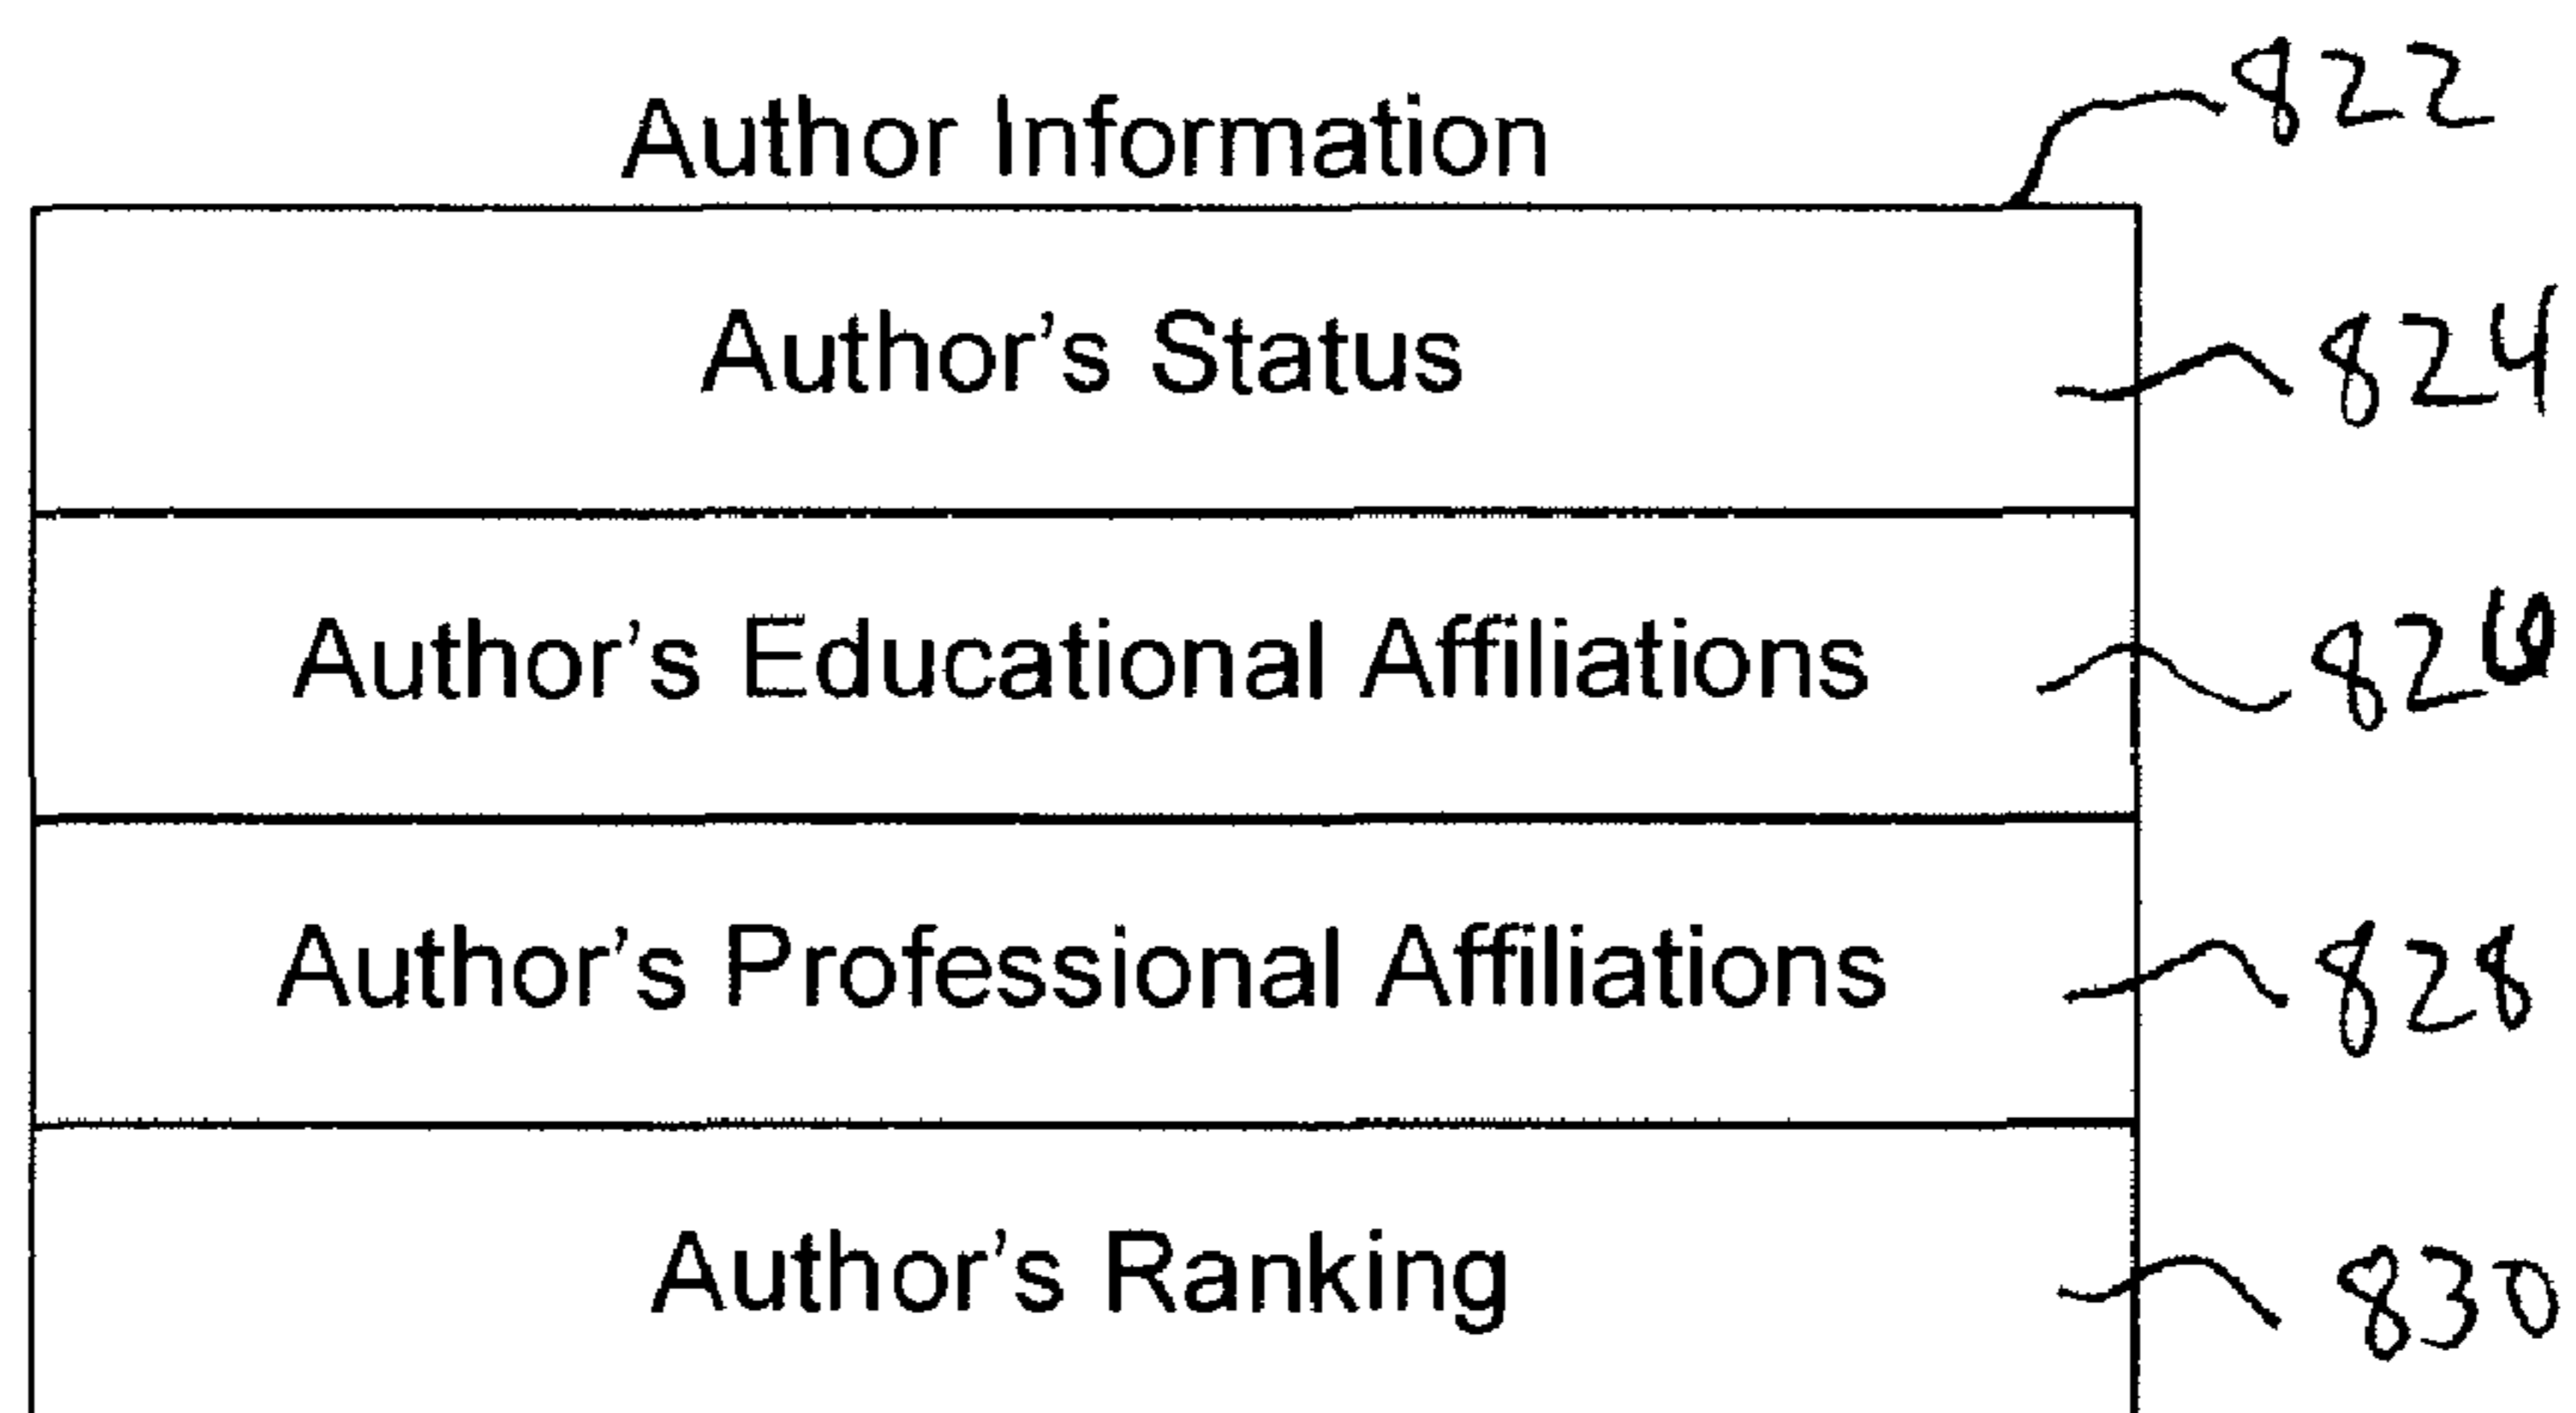 822
Author Information
Author's Status 824
Author's Educational Affiliations 826
Author's Professional Affiliations 828
Author's Ranking 830